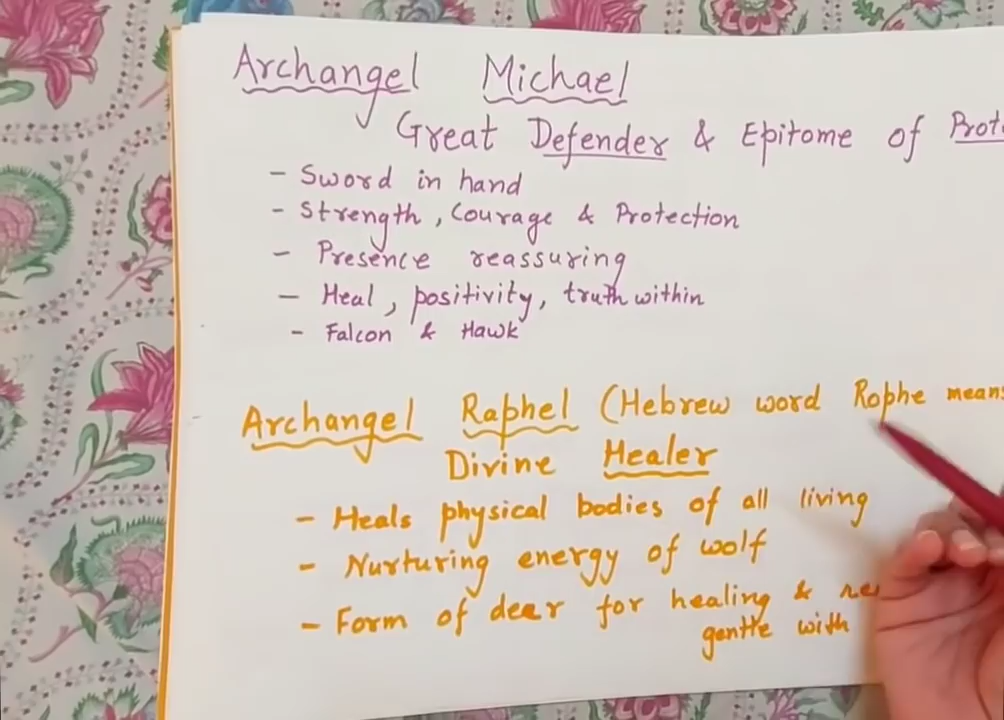 Archangel Michael
Great Defender & Epitome of
- Sword in hand
- Strength, Courage & Protection
- Presence reassuring
- Heal, positivity, truth within
- Falcon & Hawk
Archangel Raphel (Hebrew word Rophe means
Divine Healer
- Heals physical bodies of all living
- Nurturing energy of wolf
- Form of deer for healing &
gentle with